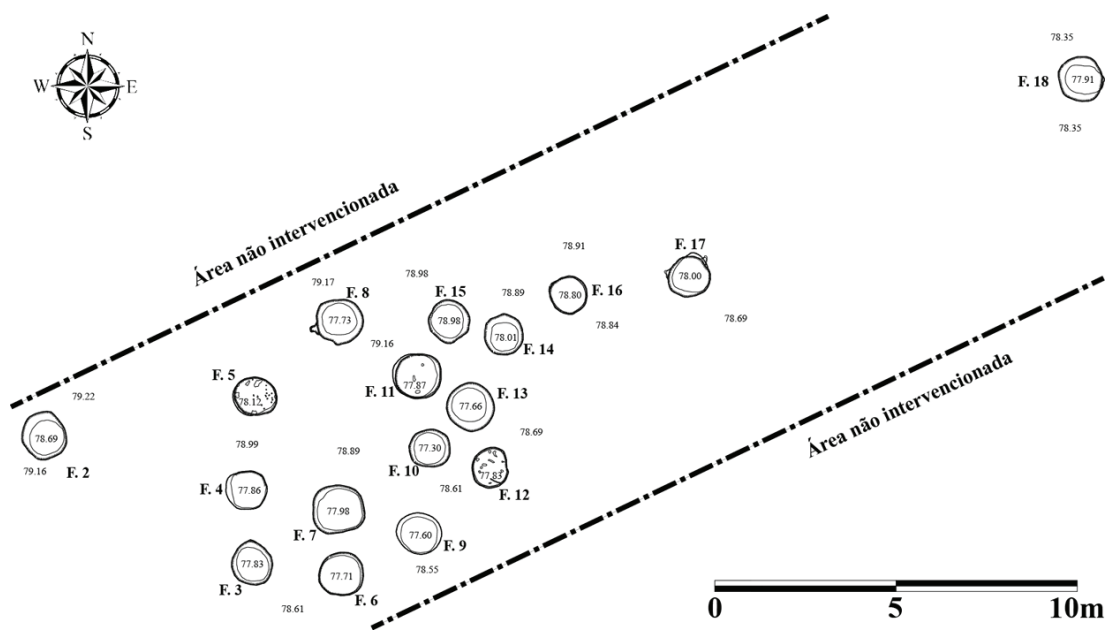 N
W E
S
Área não intervencionada
78.35
F. 18
77.91
78.35
F. 17
78.00
78.69
78.91
F. 16
78.80
78.84
79.17
F. 8
77.73
79.16
78.98
F. 15
78.98
78.89
78.01
F. 14
F. 5
78.12
F. 11
77.87
F. 13
77.66
78.69
79.22
78.69
79.16
F. 2
78.99
78.89
F. 10
77.30
78.61
77.83
F. 12
F. 4
77.86
F. 7
77.98
77.60
F. 9
78.55
77.83
F. 3
77.71
F. 6
78.61
Área não intervencionada
0 5 10m